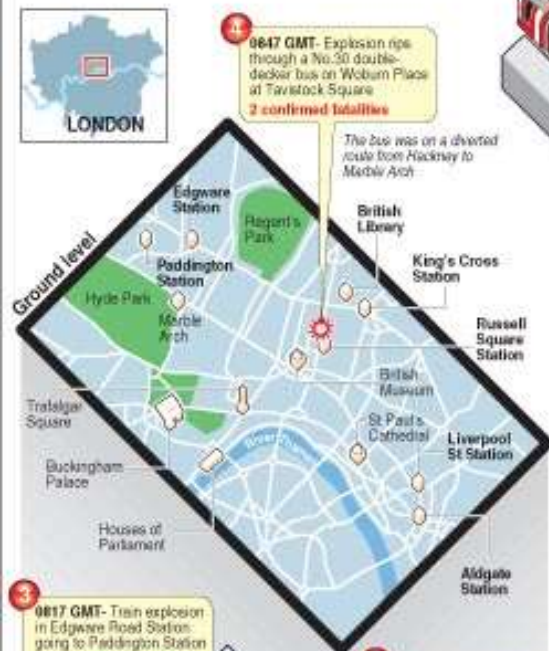 LONDON
4
0847 GMT- Explosion rips
through a No.30 double-
decker bus on Woburn Place
at Tavistock Square
2 confirmed fatalities
The bus was on a diverted
route from Hackney to
Marble Arch
Ground level
Edgware
Station
Regent's
Park
British
Library
Paddington
Station
King's Cross
Station
Hyde Park
Marble
Arch
Russell
Square
Station
British
Museum
Trafalgar
Square
St Paul's
Cathedral
Liverpool
St Station
River Thames
Buckingham
Palace
Houses of
Parliament
Aldgate
Station
3
0817 GMT- Train explosion
in Edgware Road Station
going to Paddington Station